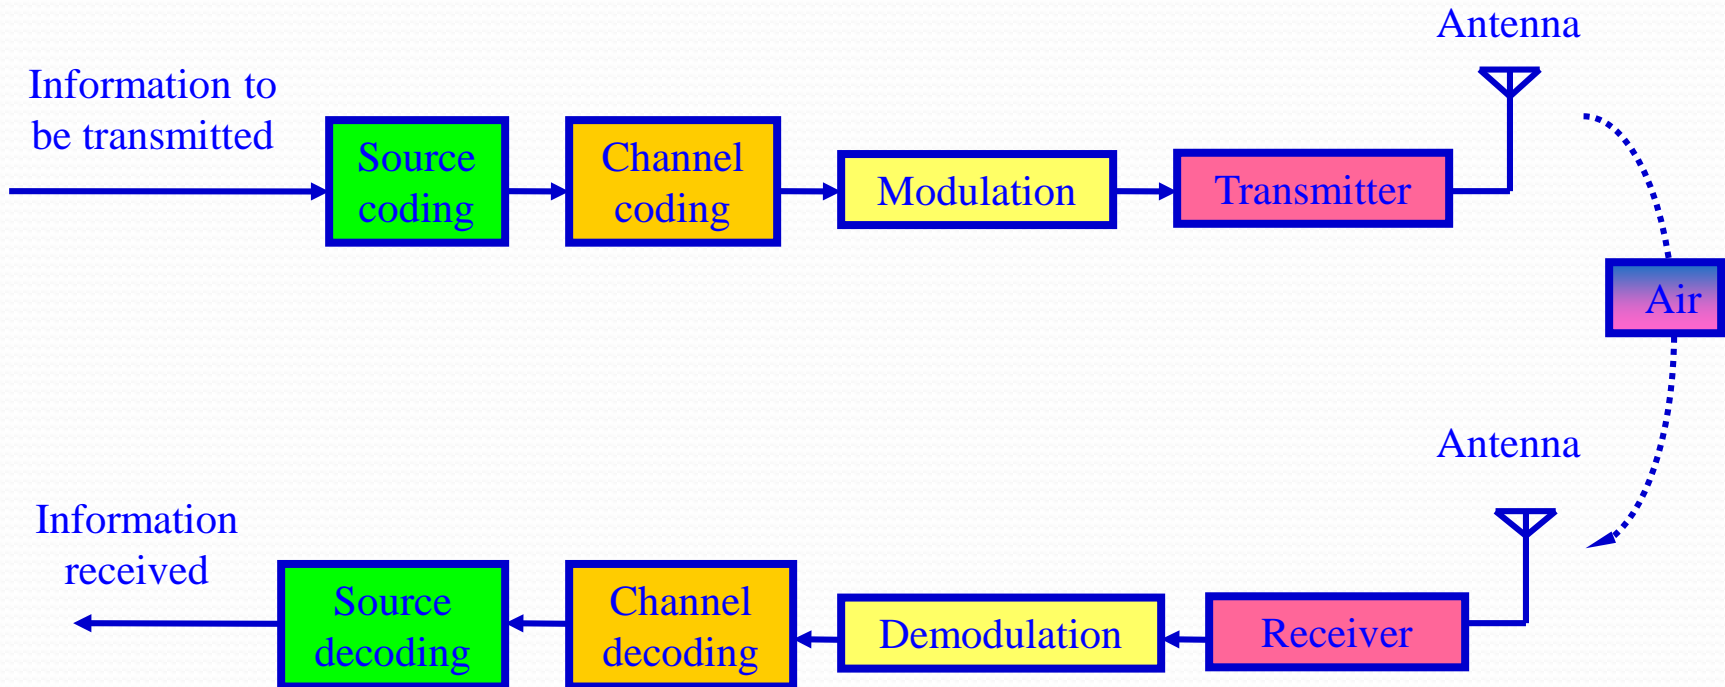 Antenna
Information to
be transmitted
Source
coding
Channel
coding
Modulation
Transmitter
Air
Antenna
Information
received
Source
decoding
Channel
decoding
Demodulation
Receiver